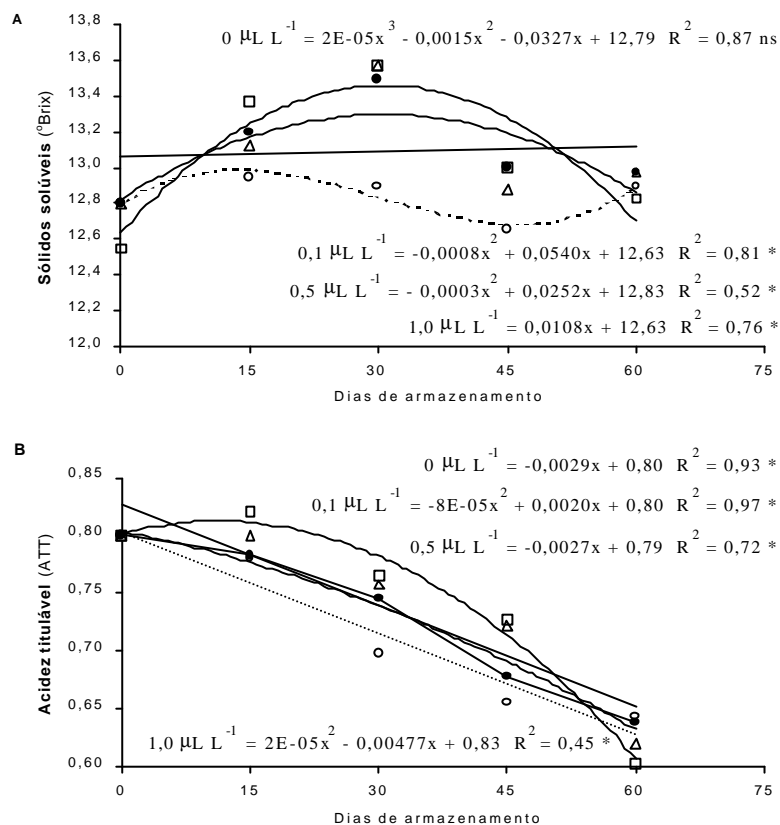 A
13,8
0 µL L-1 = 2E-05x3 - 0,0015x2 - 0,0327x + 12,79 R2 = 0,87 ns
13,6
13,4
13,2
13,0
12,8
12,6
12,4
12,2
12,0
Sólidos solúveis (oBrix)
0,1 µL L-1 = -0,0008x2 + 0,0540x + 12,63 R2 = 0,81 *
0,5 µL L-1 = - 0,0003x2 + 0,0252x + 12,83 R2 = 0,52 *
1,0 µL L-1 = 0,0108x + 12,63 R2 = 0,76 *
0 15 30 45 60 75
Dias de armazenamento
B
0,85
0,80
0,75
0,70
0,65
0,60
Acidez titulável (ATT)
0 µL L-1 = -0,0029x + 0,80 R2 = 0,93 *
0,1 µL L-1 = -8E-05x2 + 0,0020x + 0,80 R2 = 0,97 *
0,5 µL L-1 = -0,0027x + 0,79 R2 = 0,72 *
1,0 µL L-1 = 2E-05x2 - 0,00477x + 0,83 R2 = 0,45 *
0 15 30 45 60 75
Dias de armazenamento